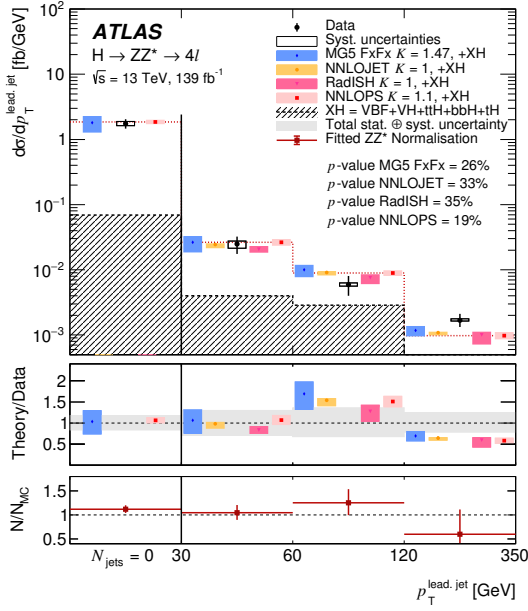 dσ/dp_T^lead. jet [fb/GeV]
10²
10
1
10⁻¹
10⁻²
10⁻³
ATLAS
H → ZZ* → 4l
√s = 13 TeV, 139 fb⁻¹
Data
Syst. uncertainties
MG5 FxFx K = 1.47, +XH
NNLOJET K = 1, +XH
RadISH K = 1, +XH
NNLOPS K = 1.1, +XH
XH = VBF+VH+ttH+bbH+tH
Total stat. ⊕ syst. uncertainty
Fitted ZZ* Normalisation
p-value MG5 FxFx = 26%
p-value NNLOJET = 33%
p-value RadISH = 35%
p-value NNLOPS = 19%
Theory/Data
2
1.5
1
0.5
N/N_MC
1.5
1
0.5
N_jets = 0 30 60 120 350
p_T^lead. jet [GeV]